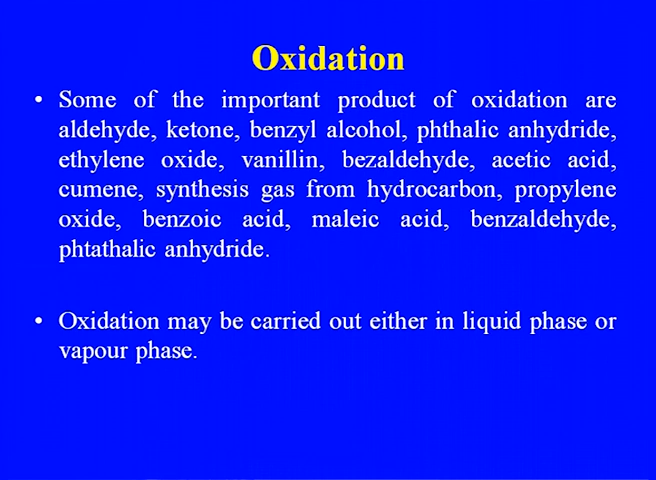 Oxidation
• Some of the important product of oxidation are
aldehyde, ketone, benzyl alcohol, phthalic anhydride,
ethylene oxide, vanillin, bezaldehyde, acetic acid,
cumene, synthesis gas from hydrocarbon, propylene
oxide, benzoic acid, maleic acid, benzaldehyde,
phtathalic anhydride.
• Oxidation may be carried out either in liquid phase or
vapour phase.